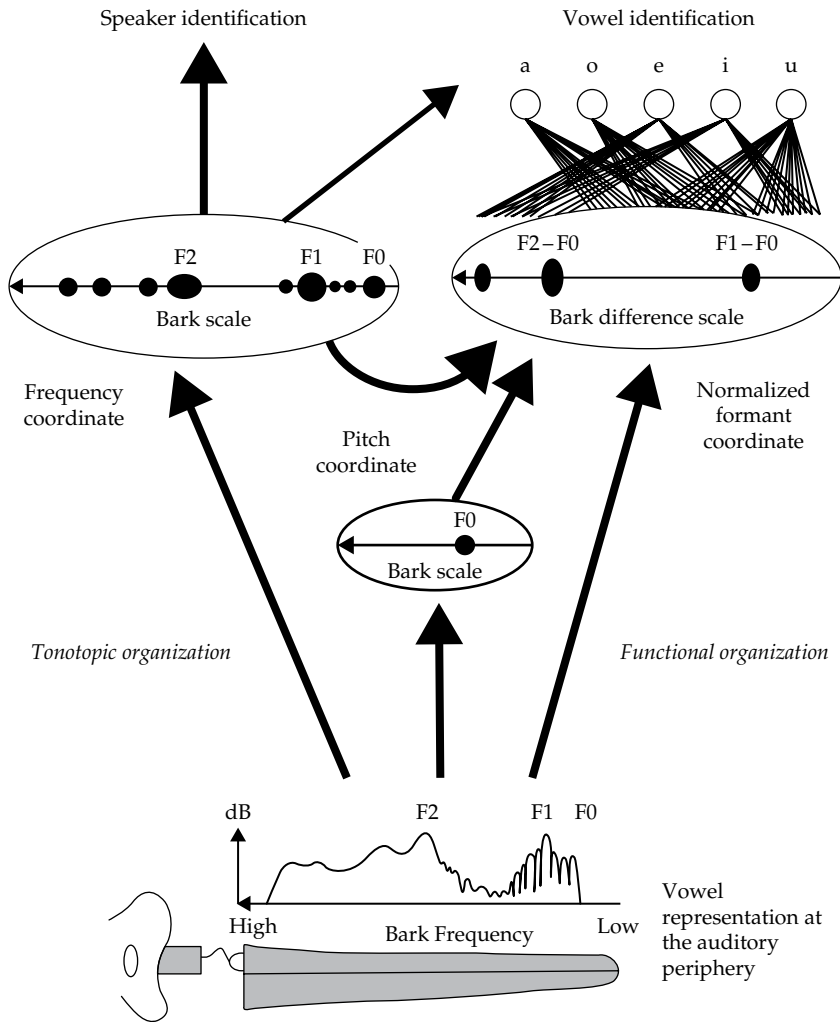 Speaker identification
Vowel identification
a o e i u
F2 F1 F0
Bark scale
F2 – F0 F1 – F0
Bark difference scale
Frequency
coordinate
Normalized
formant
coordinate
Pitch
coordinate
F0
Bark scale
Tonotopic organization
Functional organization
dB
F2 F1 F0
High Low
Bark Frequency
Vowel
representation at
the auditory
periphery